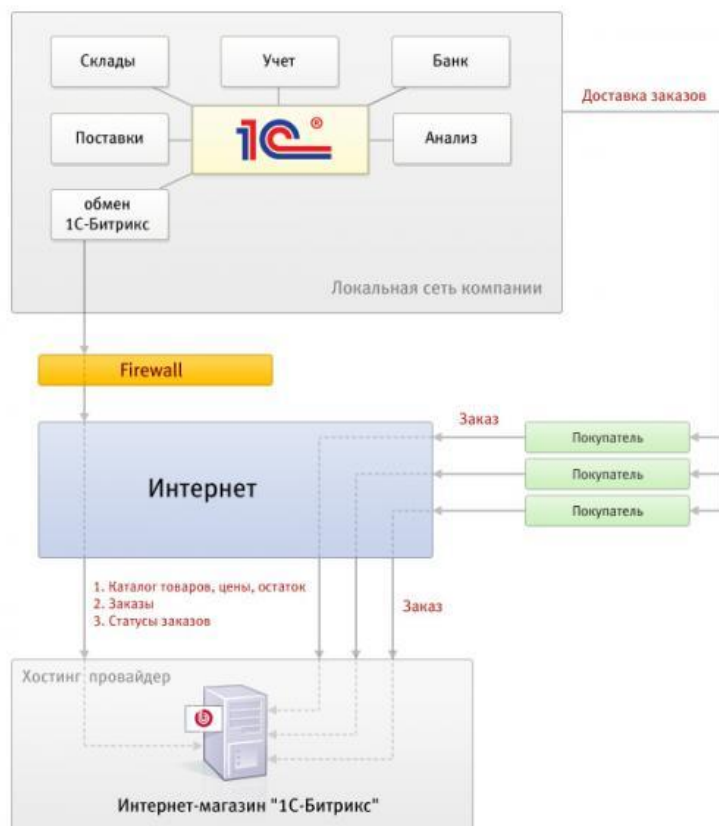 Склады
Учет
Банк
Доставка заказов
Поставки
1С®
Анализ
обмен
1С-Битрикс
Локальная сеть компании
Firewall
Заказ
Покупатель
Интернет
Покупатель
Покупатель
1. Каталог товаров, цены, остаток
2. Заказы
3. Статусы заказов
Заказ
Хостинг провайдер
Интернет-магазин "1С-Битрикс"